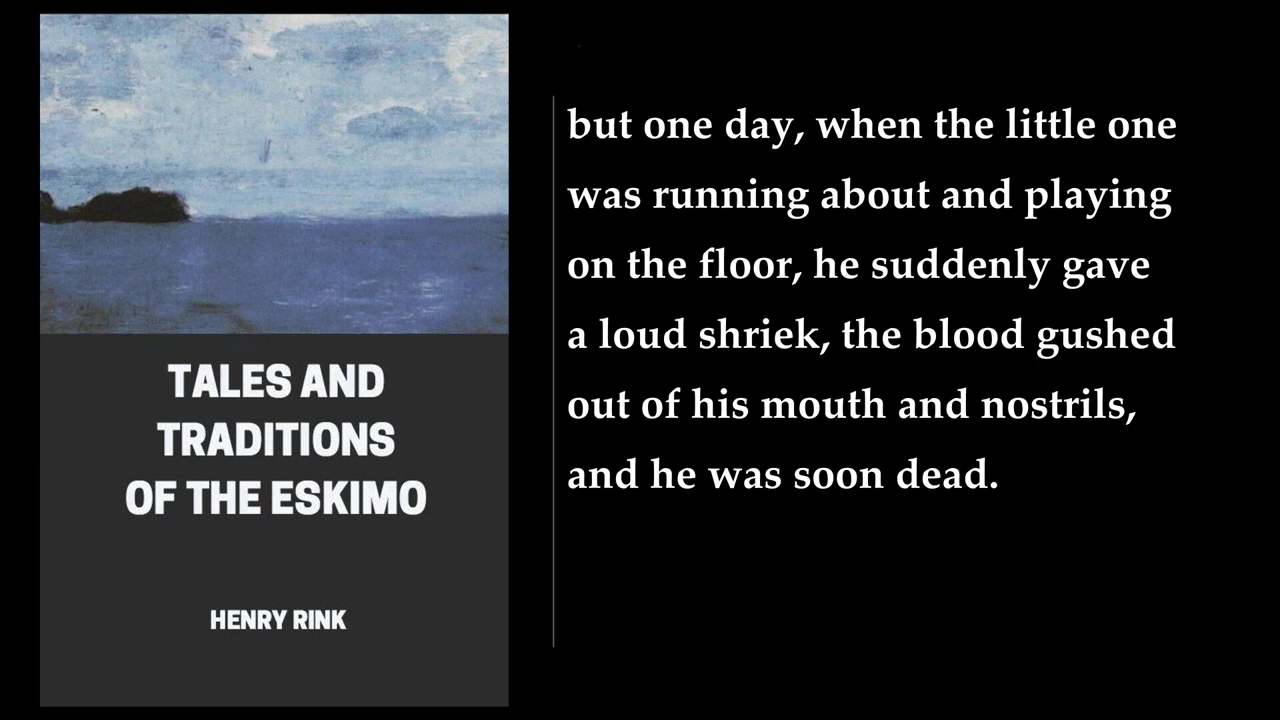 TALES AND
TRADITIONS
OF THE ESKIMO
HENRY RINK
but one day, when the little one
was running about and playing
on the floor, he suddenly gave
a loud shriek, the blood gushed
out of his mouth and nostrils,
and he was soon dead.